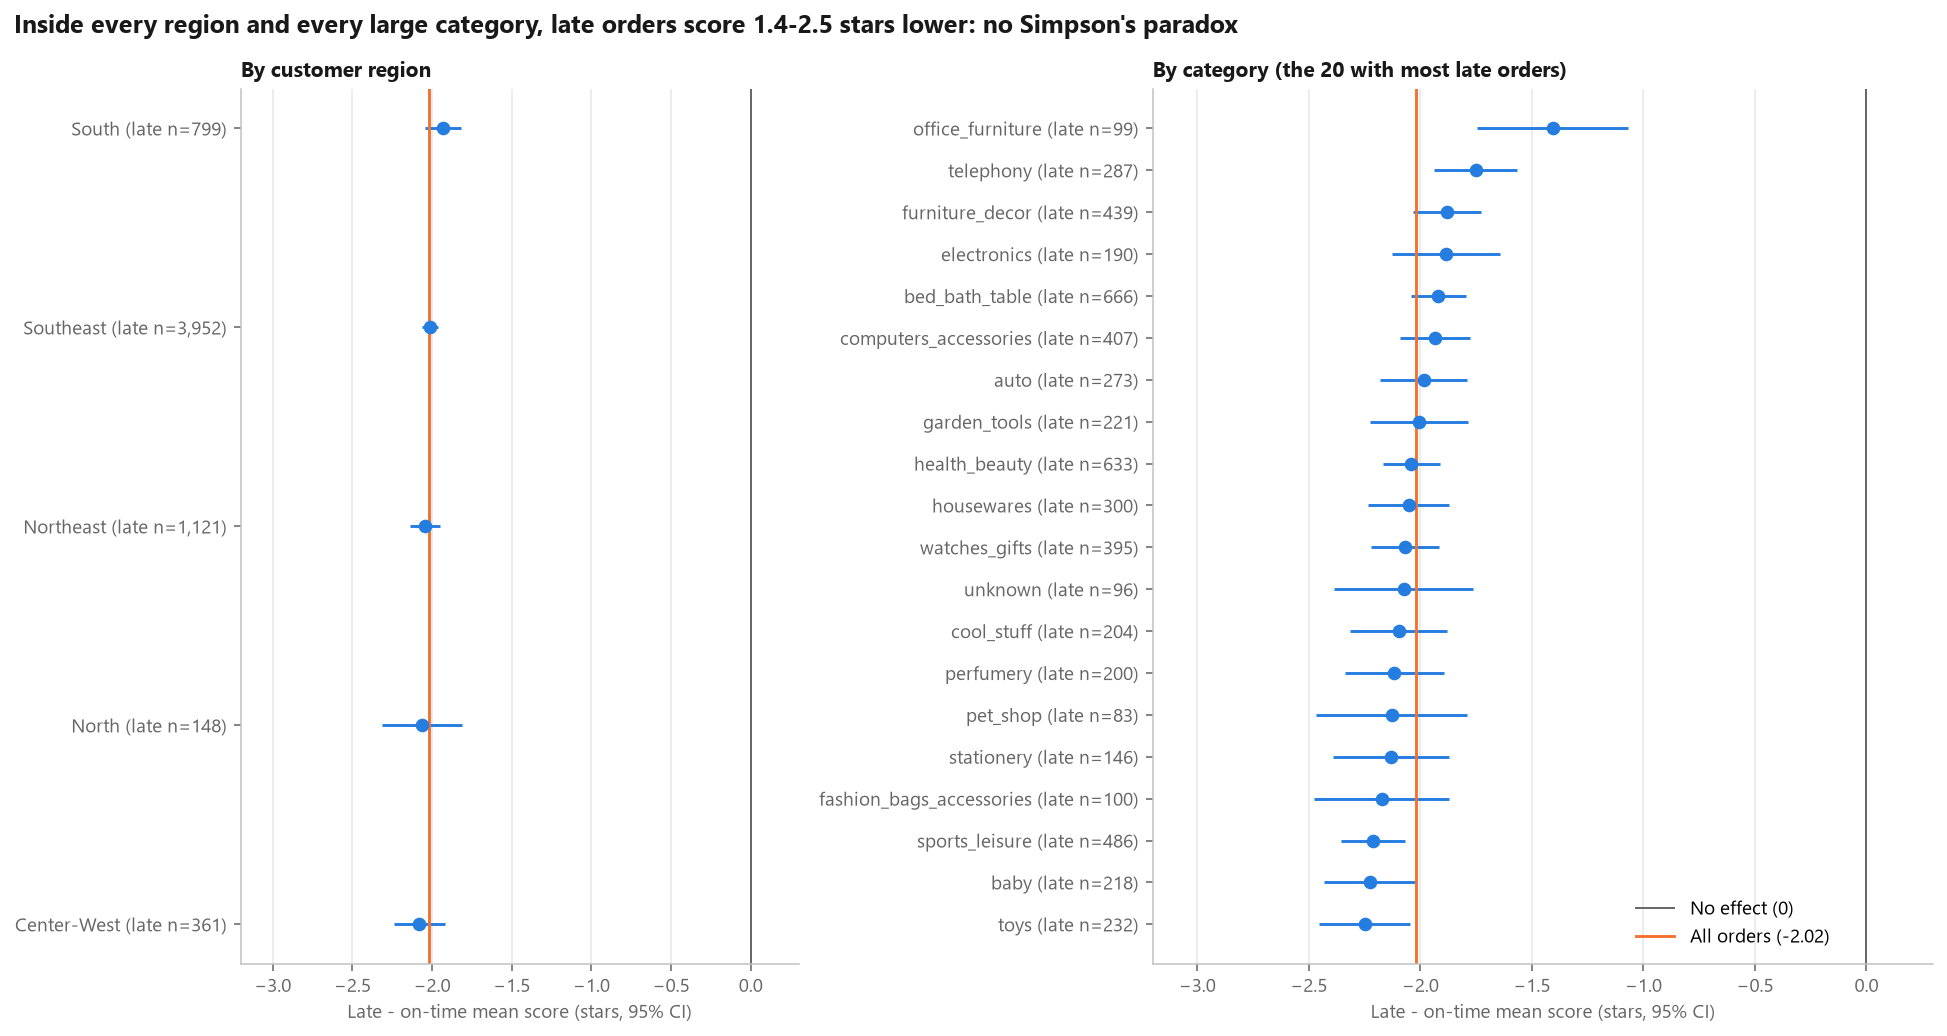 Inside every region and every large category, late orders score 1.4-2.5 stars lower: no Simpson's paradox
By customer region
South (late n=799)
Southeast (late n=3,952)
Northeast (late n=1,121)
North (late n=148)
Center-West (late n=361)
−3.0
−2.5
−2.0
−1.5
−1.0
−0.5
0.0
Late - on-time mean score (stars, 95% CI)
By category (the 20 with most late orders)
office_furniture (late n=99)
telephony (late n=287)
furniture_decor (late n=439)
electronics (late n=190)
bed_bath_table (late n=666)
computers_accessories (late n=407)
auto (late n=273)
garden_tools (late n=221)
health_beauty (late n=633)
housewares (late n=300)
watches_gifts (late n=395)
unknown (late n=96)
cool_stuff (late n=204)
perfumery (late n=200)
pet_shop (late n=83)
stationery (late n=146)
fashion_bags_accessories (late n=100)
sports_leisure (late n=486)
baby (late n=218)
toys (late n=232)
No effect (0)
All orders (-2.02)
−3.0
−2.5
−2.0
−1.5
−1.0
−0.5
0.0
Late - on-time mean score (stars, 95% CI)